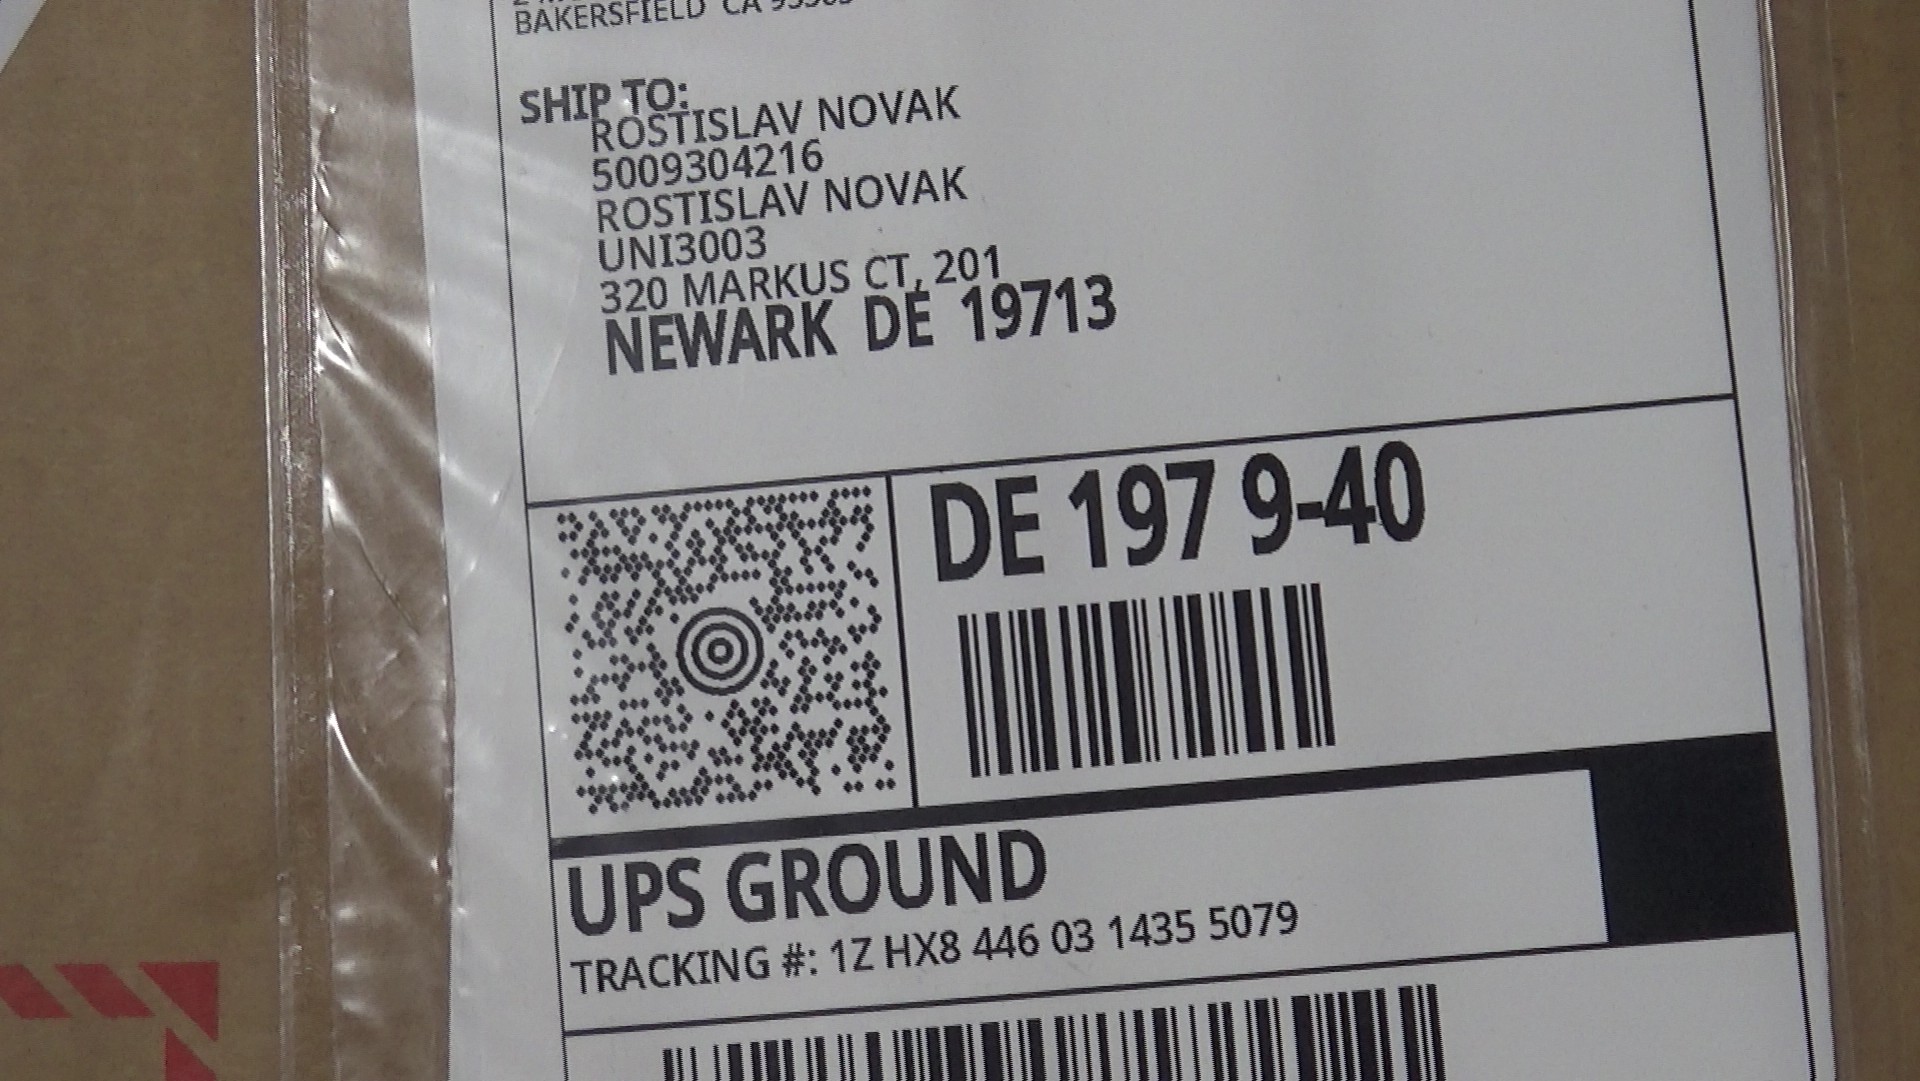 BAKERSFIELD CA
SHIP TO:
ROSTISLAV NOVAK
5009304216
ROSTISLAV NOVAK
UNI3003
320 MARKUS CT, 201
NEWARK DE 19713
DE 197 9-40
UPS GROUND
TRACKING #: 1Z HX8 446 03 1435 5079